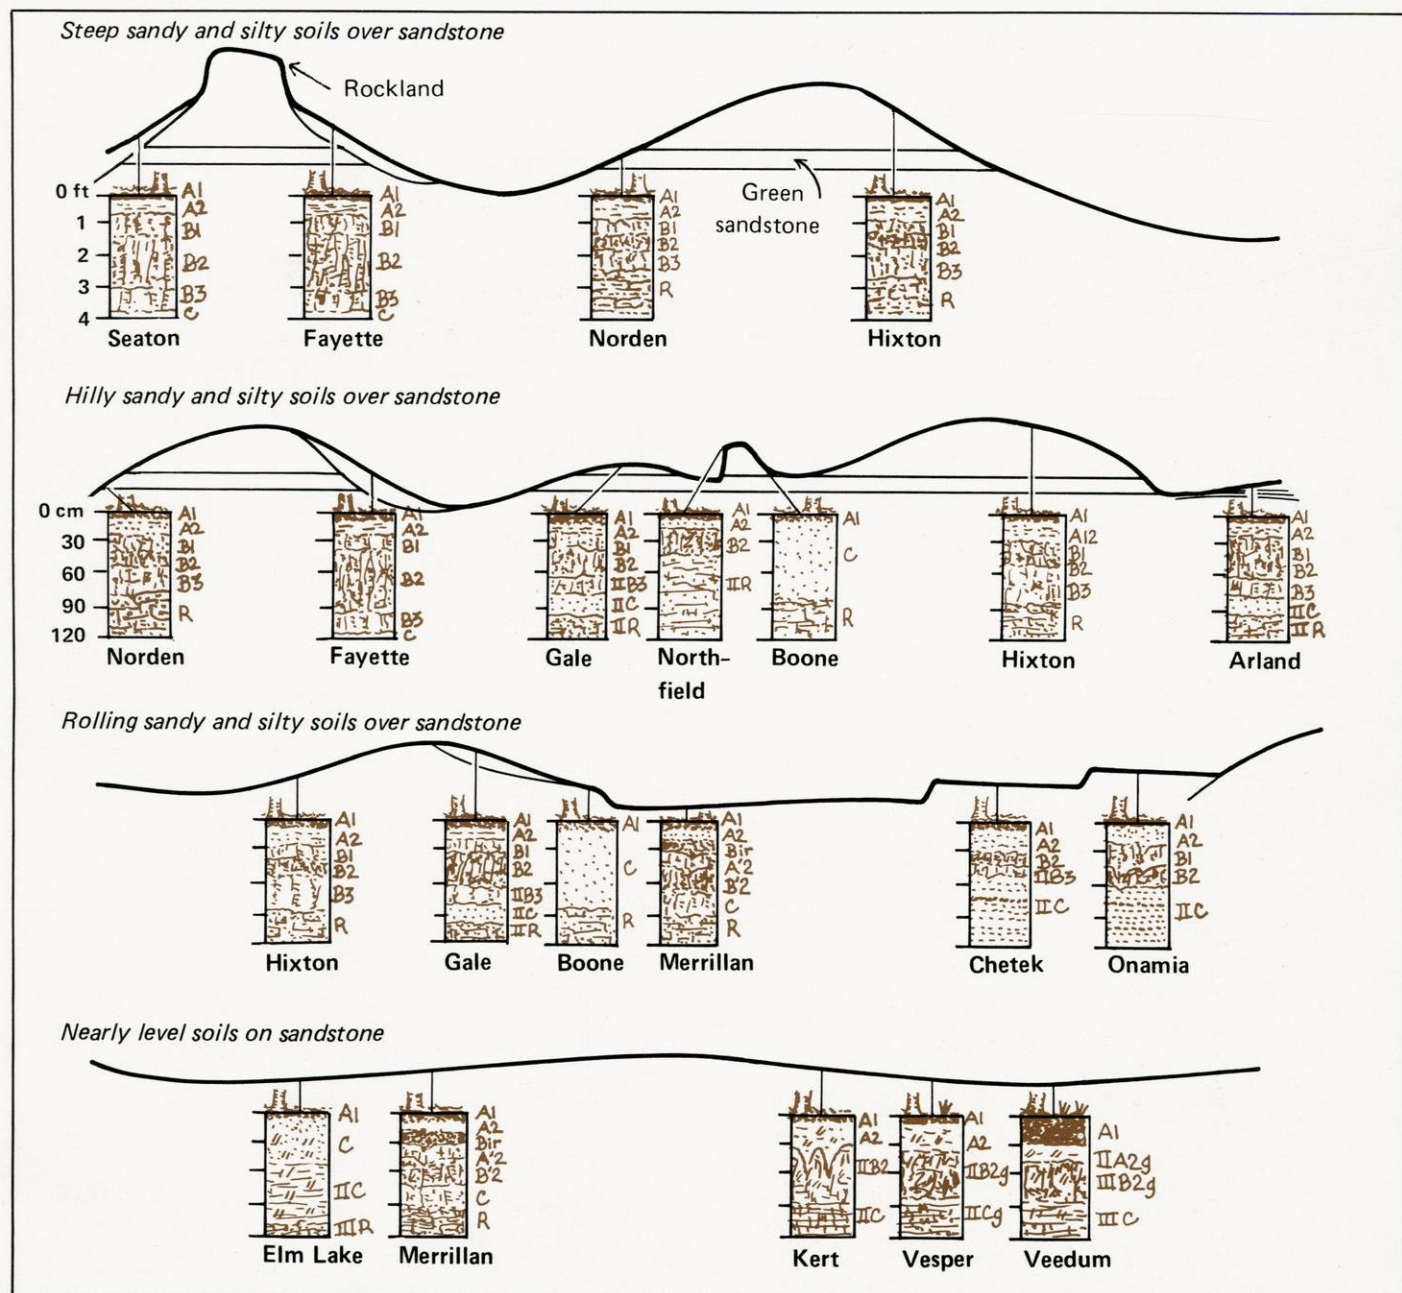 Steep sandy and silty soils over sandstone
Rockland
Green
sandstone
0 ft
1
2
3
4
A1
A2
B1
B2
B3
C
Seaton
A1
A2
B1
B2
B3
C
Fayette
A1
A2
B1
B2
B3
R
Norden
A1
A2
B1
B2
B3
R
Hixton
Hilly sandy and silty soils over sandstone
0 cm
30
60
90
120
A1
A2
B1
B2
B3
R
Norden
A1
A2
B1
B2
B3
C
Fayette
A1
A2
B1
B2
IIB3
IIC
IIR
Gale
A1
A2
B2
IIR
North-
field
A1
C
R
Boone
A1
A12
B1
B2
B3
R
Hixton
A1
A2
B1
B2
B3
IIC
IIR
Arland
Rolling sandy and silty soils over sandstone
A1
A2
B1
B2
B3
R
Hixton
A1
A2
B1
B2
IIB3
IIC
IIR
Gale
A1
C
R
Boone
A1
A2
Bir
A'2
B'2
C
R
Merrillan
A1
A2
B2
IIB3
IIC
Chetek
A1
A2
B1
B2
IIC
Onamia
Nearly level soils on sandstone
A1
C
IIC
IIIR
Elm Lake
A1
A2
Bir
A'2
B'2
C
R
Merrillan
A1
A2
IIB2
IIC
Kert
A1
A2
IIB2g
IICg
Vesper
A1
IIA2g
IIIB2g
IIIC
Veedum